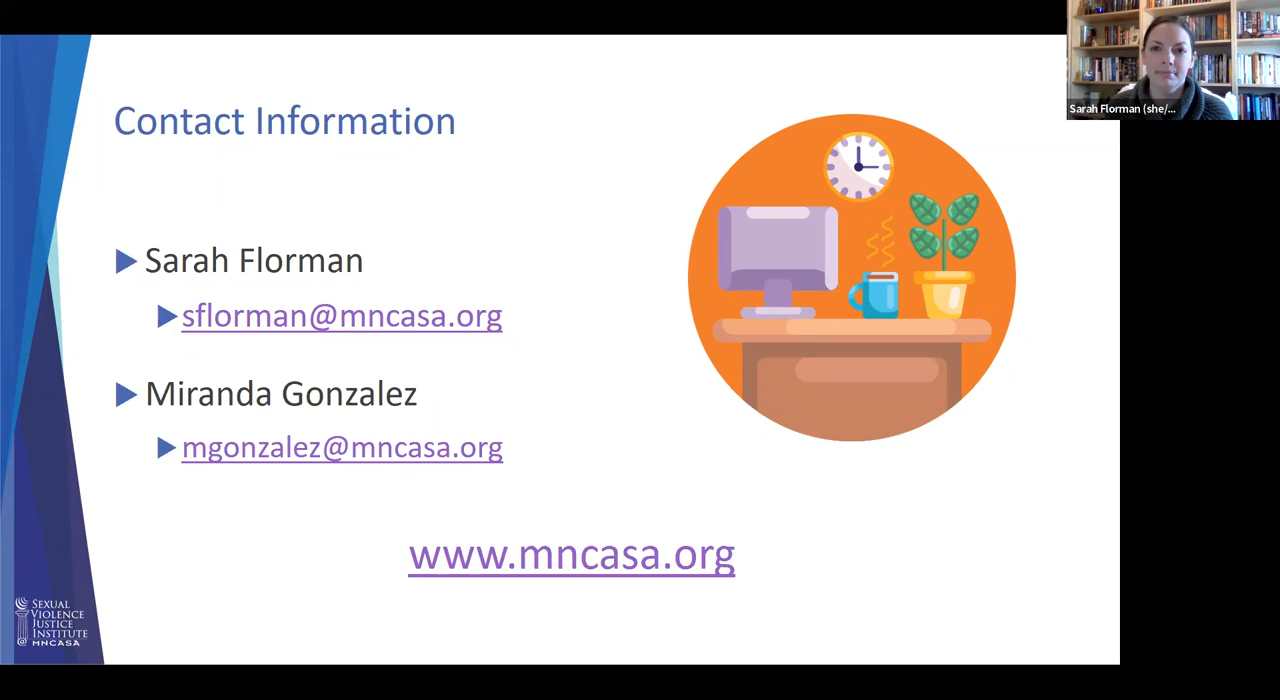 Contact Information
Sarah Florman (she/...
Sarah Florman
sflorman@mncasa.org
Miranda Gonzalez
mgonzalez@mncasa.org
www.mncasa.org
SEXUAL
VIOLENCE
JUSTICE
INSTITUTE
@ MNCASA